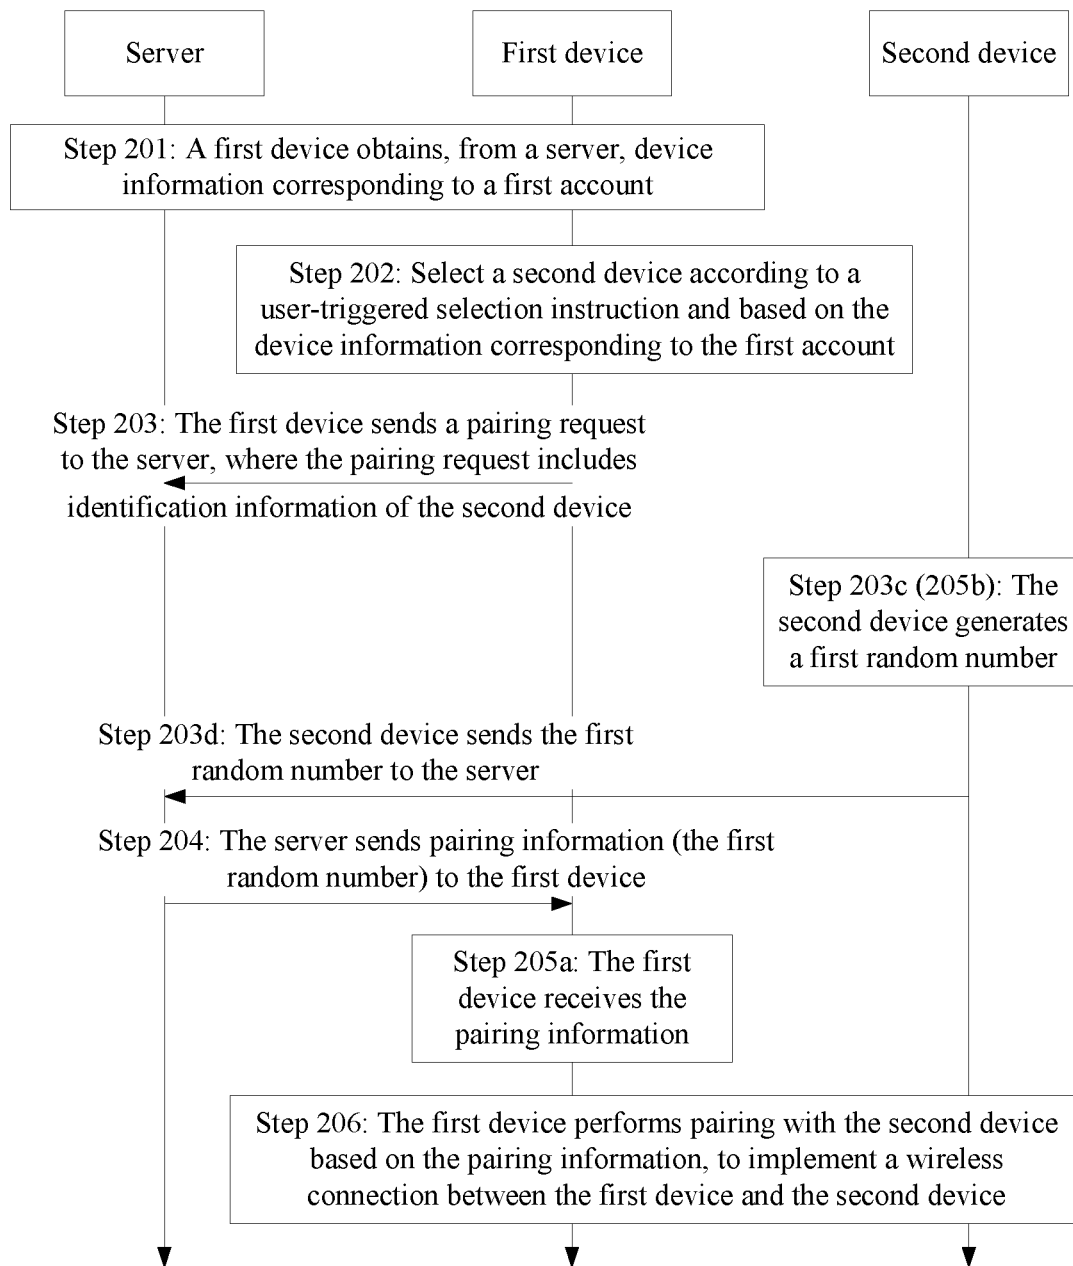 Server
First device
Second device
Step 201: A first device obtains, from a server, device
information corresponding to a first account
Step 202: Select a second device according to a
user-triggered selection instruction and based on the
device information corresponding to the first account
Step 203: The first device sends a pairing request
to the server, where the pairing request includes
identification information of the second device
Step 203c (205b): The
second device generates
a first random number
Step 203d: The second device sends the first
random number to the server
Step 204: The server sends pairing information (the first
random number) to the first device
Step 205a: The first
device receives the
pairing information
Step 206: The first device performs pairing with the second device
based on the pairing information, to implement a wireless
connection between the first device and the second device